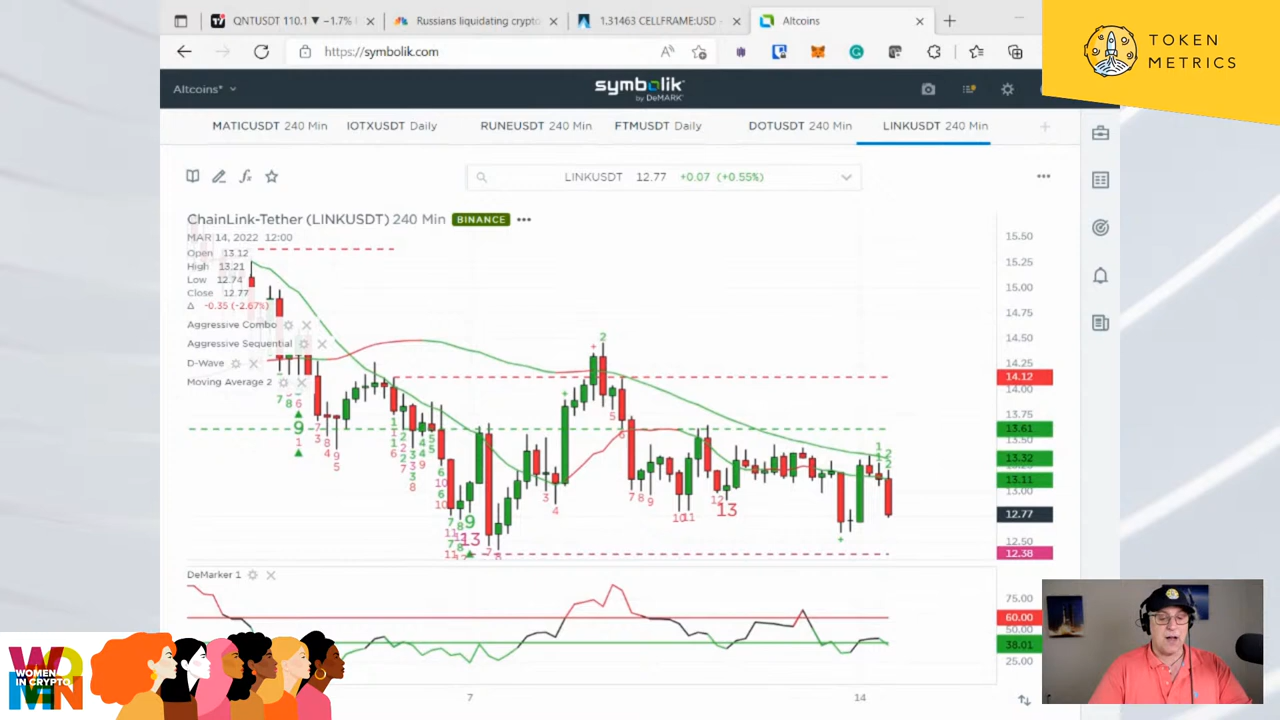 QNTUSDT 110.1 ▼ −1.7%
Russians liquidating crypto
1.31463 CELLFRAME:USD -
Altcoins
https://symbolik.com
TOKEN
METRICS
Altcoins*
symbolik
by DeMARK
MATICUSDT 240 Min
IOTXUSDT Daily
RUNEUSDT 240 Min
FTMUSDT Daily
DOTUSDT 240 Min
LINKUSDT 240 Min
LINKUSDT 12.77 +0.07 (+0.55%)
ChainLink-Tether (LINKUSDT) 240 Min BINANCE
MAR 14, 2022 12:00
Open 13.12
High 13.21
Low 12.74
Close 12.77
Δ -0.35 (-2.67%)
Aggressive Combo
Aggressive Sequential
D-Wave
Moving Average 2
15.50
15.25
15.00
14.75
14.50
14.25
14.12
14.00
13.75
13.61
13.50
13.32
13.11
13.00
12.77
12.50
12.38
DeMarker 1
75.00
60.00
50.00
38.01
25.00
7
14
WOMEN
IN CRYPTO